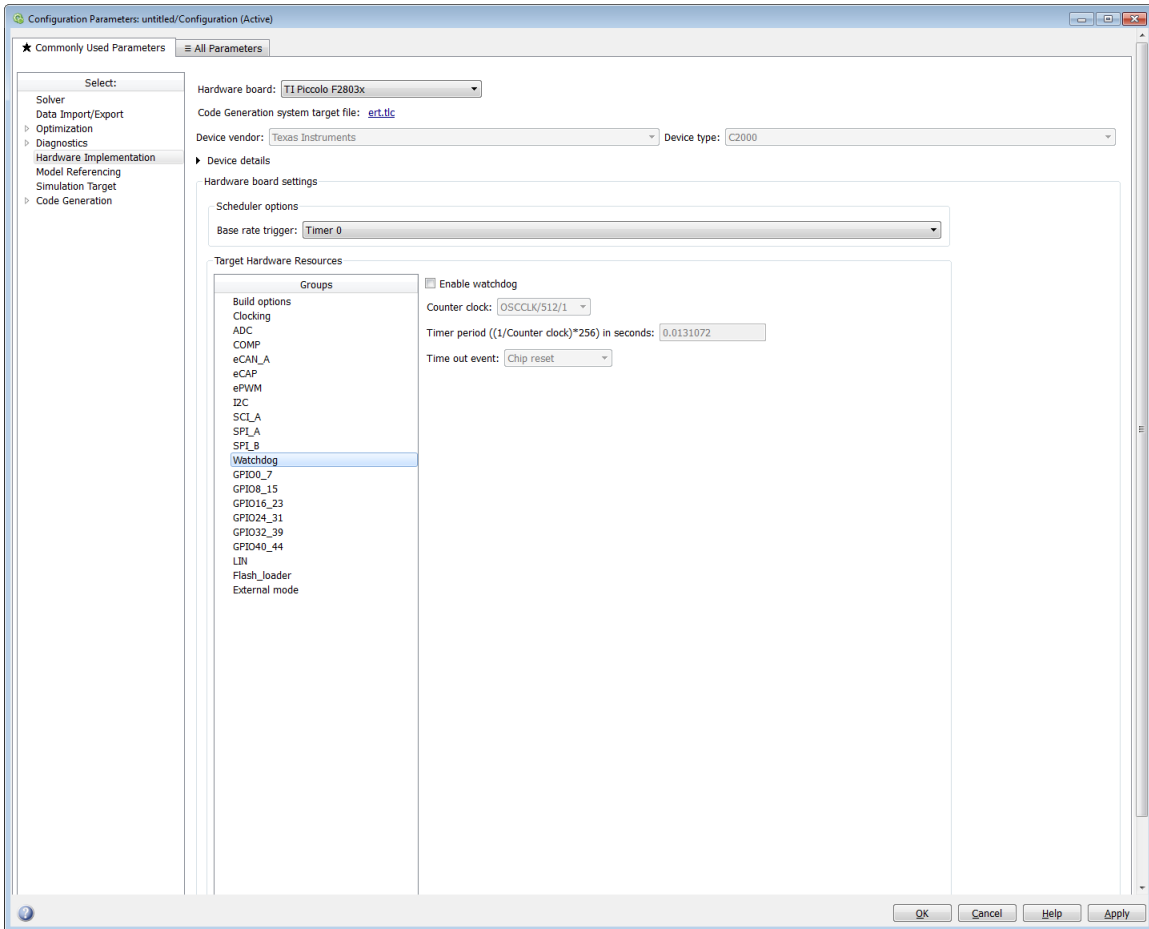 Configuration Parameters: untitled/Configuration (Active)
★ Commonly Used Parameters
≡ All Parameters
Select:
Solver
Data Import/Export
Optimization
Diagnostics
Hardware Implementation
Model Referencing
Simulation Target
Code Generation
Hardware board: TI Piccolo F2803x
Code Generation system target file: ert.tlc
Device vendor: Texas Instruments Device type: C2000
Device details
Hardware board settings
Scheduler options
Base rate trigger: Timer 0
Target Hardware Resources
Groups
Build options
Clocking
ADC
COMP
eCAN_A
eCAP
ePWM
I2C
SCI_A
SPI_A
SPI_B
Watchdog
GPIO0_7
GPIO8_15
GPIO16_23
GPIO24_31
GPIO32_39
GPIO40_44
LIN
Flash_loader
External mode
Enable watchdog
Counter clock: OSCCLK/512/1
Timer period ((1/Counter clock)*256) in seconds: 0.0131072
Time out event: Chip reset
OK Cancel Help Apply